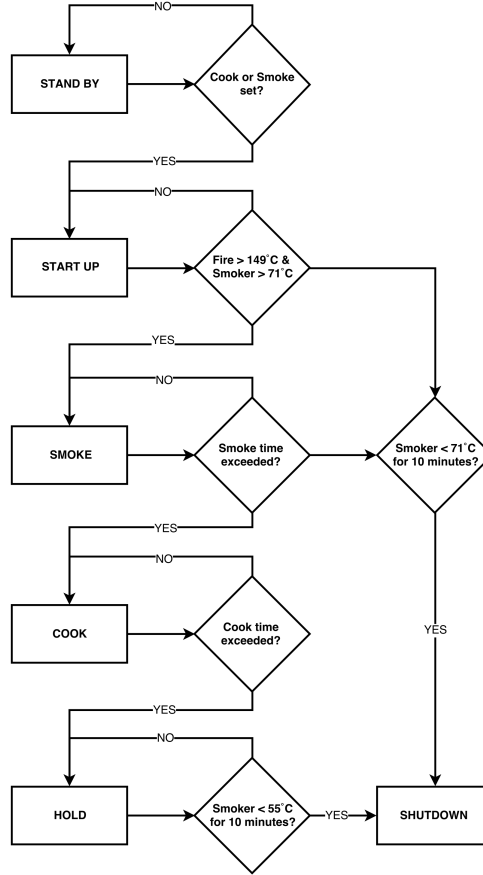 NO
STAND BY
Cook or Smoke
set?
YES
NO
START UP
Fire > 149°C &
Smoker > 71°C
YES
NO
SMOKE
Smoke time
exceeded?
Smoker < 71°C
for 10 minutes?
YES
NO
COOK
Cook time
exceeded?
YES
YES
NO
HOLD
Smoker < 55°C
for 10 minutes?
YES
SHUTDOWN